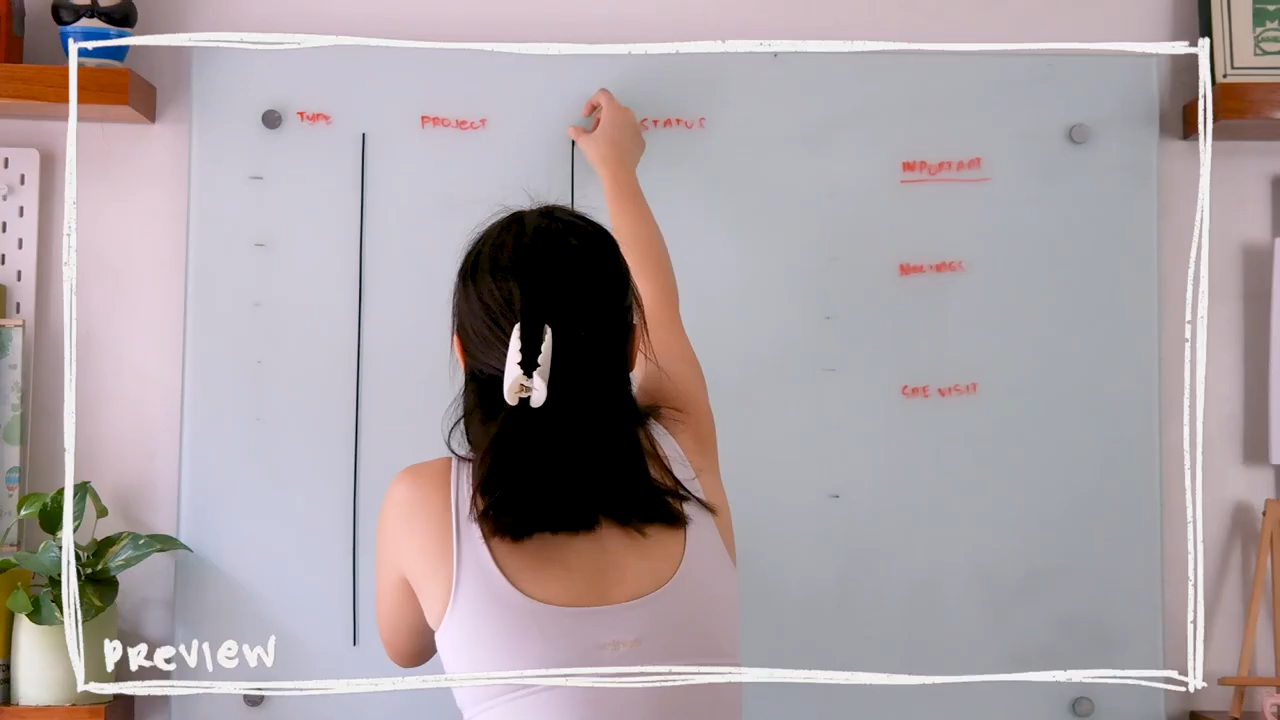 TYPE
PROJECT
STATUS
IMPORTANT
MEETINGS
SITE VISIT
PREVIEW